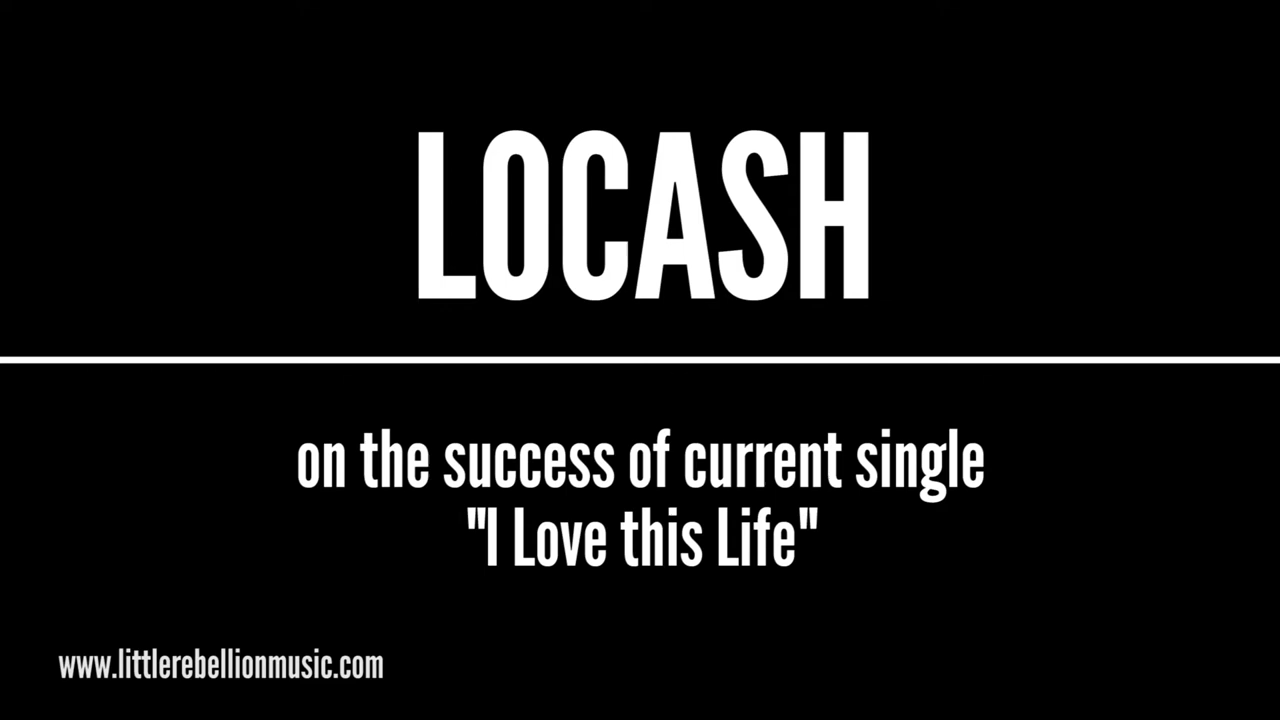 LOCASH
on the success of current single
"I Love this Life"
www.littlerebellionmusic.com